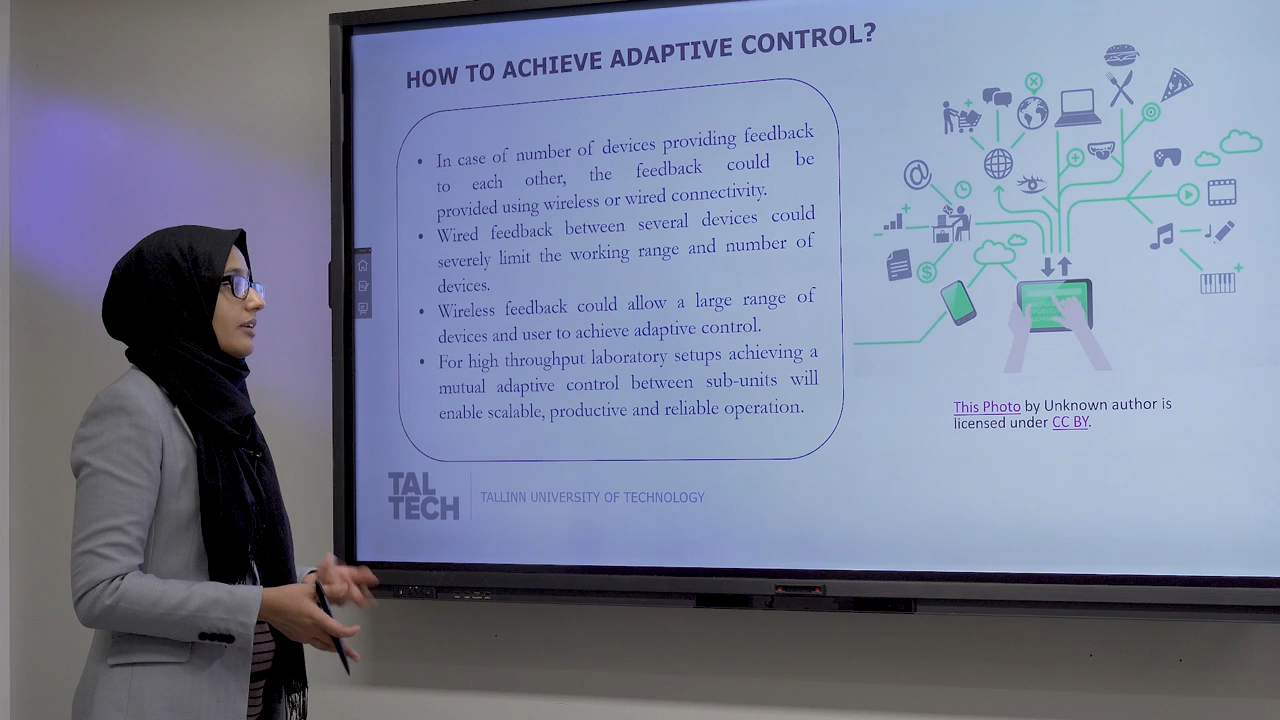 HOW TO ACHIEVE ADAPTIVE CONTROL?
• In case of number of devices providing feedback
to each other, the feedback could be
provided using wireless or wired connectivity.
• Wired feedback between several devices could
severely limit the working range and number of
devices.
• Wireless feedback could allow a large range of
devices and user to achieve adaptive control.
• For high throughput laboratory setups achieving a
mutual adaptive control between sub-units will
enable scalable, productive and reliable operation.
This Photo by Unknown author is
licensed under CC BY.
TAL
TECH
TALLINN UNIVERSITY OF TECHNOLOGY